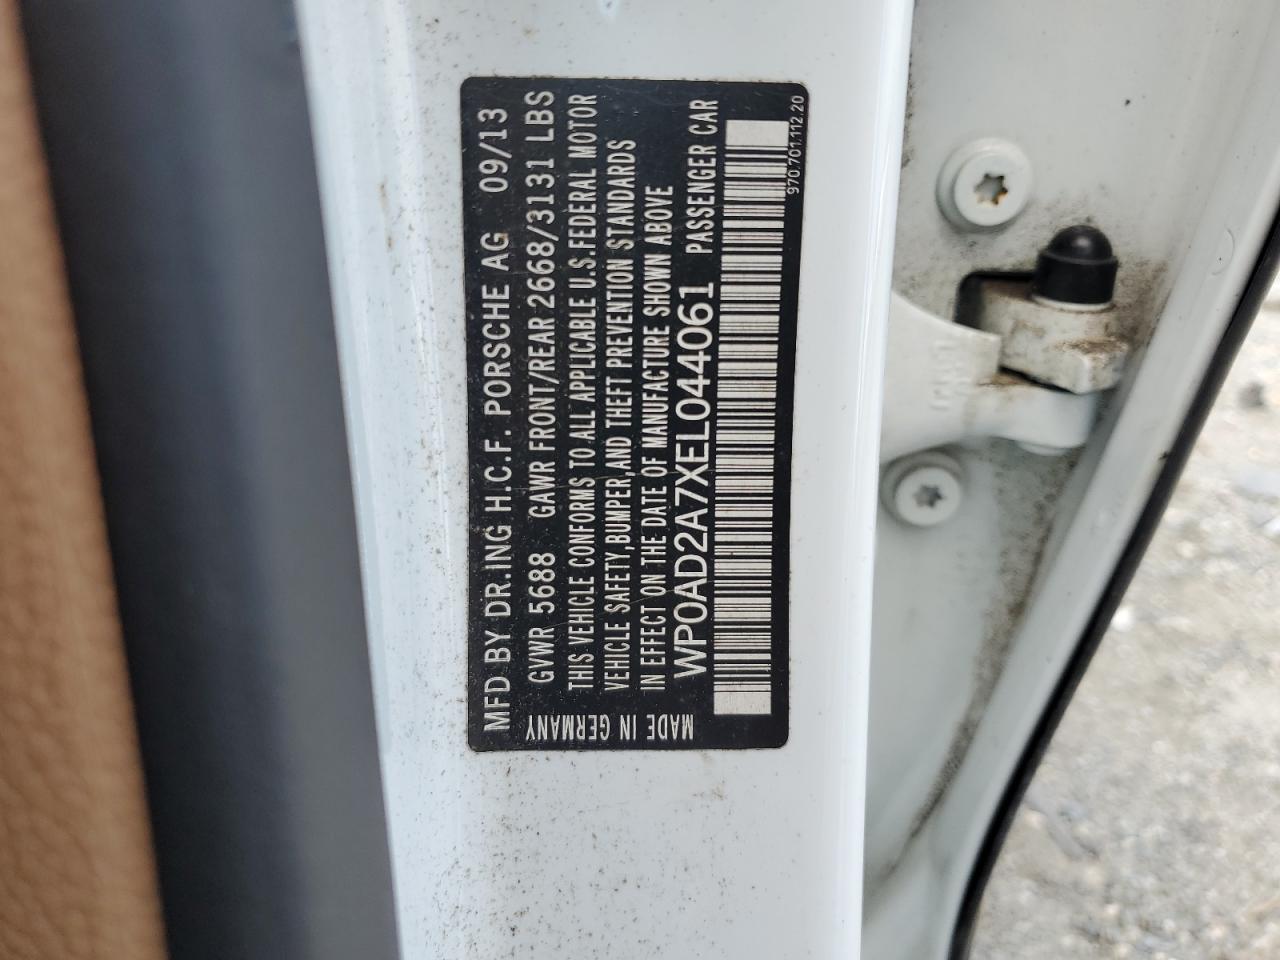 MFD BY DR.ING H.C.F. PORSCHE AG 09/13
GVWR 5688 GAWR FRONT/REAR 2668/3131 LBS
THIS VEHICLE CONFORMS TO ALL APPLICABLE U.S.FEDERAL MOTOR
VEHICLE SAFETY,BUMPER,AND THEFT PREVENTION STANDARDS
IN EFFECT ON THE DATE OF MANUFACTURE SHOWN ABOVE
WP0AD2A7XEL044061 PASSENGER CAR
MADE IN GERMANY
970.701.112.20